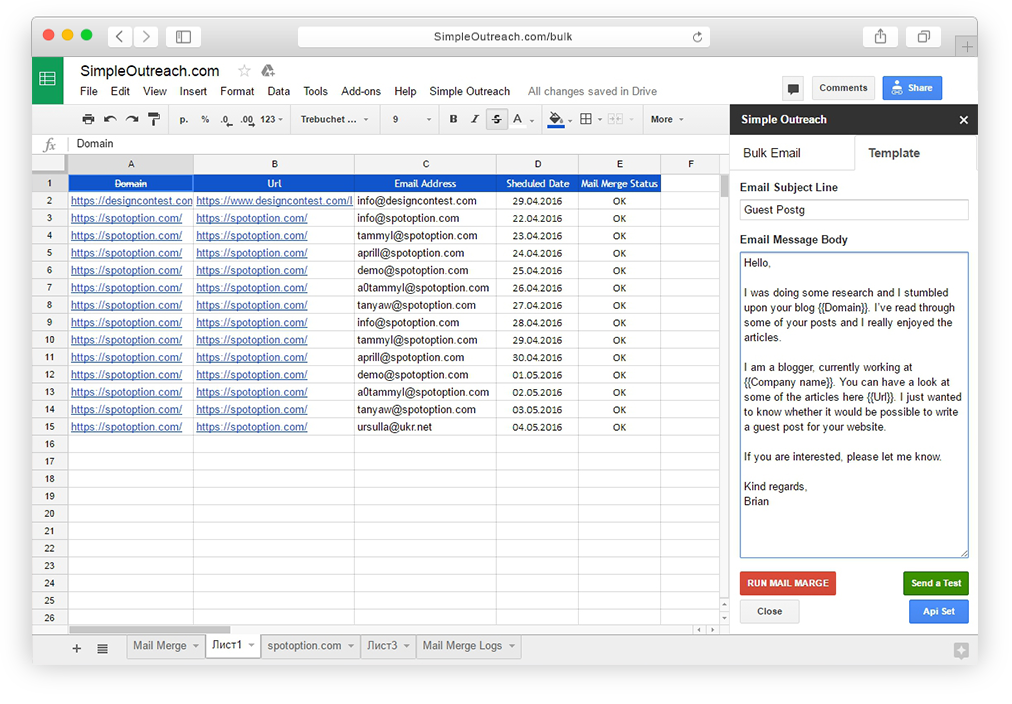 SimpleOutreach.com/bulk
SimpleOutreach.com
File Edit View Insert Format Data Tools Add-ons Help Simple Outreach All changes saved in Drive
Comments Share
р. % .0 .00 123 Trebuchet ... 9 B I S A More
fx Domain
A B C D E F
1 Domain Url Email Address Sheduled Date Mail Merge Status
2 https://designcontest.con https://www.designcontest.com/l info@designcontest.com 29.04.2016 OK
3 https://spotoption.com/ https://spotoption.com/ info@spotoption.com 22.04.2016 OK
4 https://spotoption.com/ https://spotoption.com/ tammyl@spotoption.com 23.04.2016 OK
5 https://spotoption.com/ https://spotoption.com/ aprill@spotoption.com 24.04.2016 OK
6 https://spotoption.com/ https://spotoption.com/ demo@spotoption.com 25.04.2016 OK
7 https://spotoption.com/ https://spotoption.com/ a0tammyl@spotoption.com 26.04.2016 OK
8 https://spotoption.com/ https://spotoption.com/ tanyaw@spotoption.com 27.04.2016 OK
9 https://spotoption.com/ https://spotoption.com/ info@spotoption.com 28.04.2016 OK
10 https://spotoption.com/ https://spotoption.com/ tammyl@spotoption.com 29.04.2016 OK
11 https://spotoption.com/ https://spotoption.com/ aprill@spotoption.com 30.04.2016 OK
12 https://spotoption.com/ https://spotoption.com/ demo@spotoption.com 01.05.2016 OK
13 https://spotoption.com/ https://spotoption.com/ a0tammyl@spotoption.com 02.05.2016 OK
14 https://spotoption.com/ https://spotoption.com/ tanyaw@spotoption.com 03.05.2016 OK
15 https://spotoption.com/ https://spotoption.com/ ursulla@ukr.net 04.05.2016 OK
16
17
18
19
20
21
22
23
24
25
26
Simple Outreach
Bulk Email Template
Email Subject Line
Guest Postg
Email Message Body
Hello,
I was doing some research and I stumbled
upon your blog {{Domain}}. I've read through
some of your posts and I really enjoyed the
articles.
I am a blogger, currently working at
{{Company name}}. You can have a look at
some of the articles here {{Url}}. I just wanted
to know whether it would be possible to write
a guest post for your website.
If you are interested, please let me know.
Kind regards,
Brian
RUN MAIL MARGE Send a Test
Close Api Set
Mail Merge Лист1 spotoption.com Лист3 Mail Merge Logs